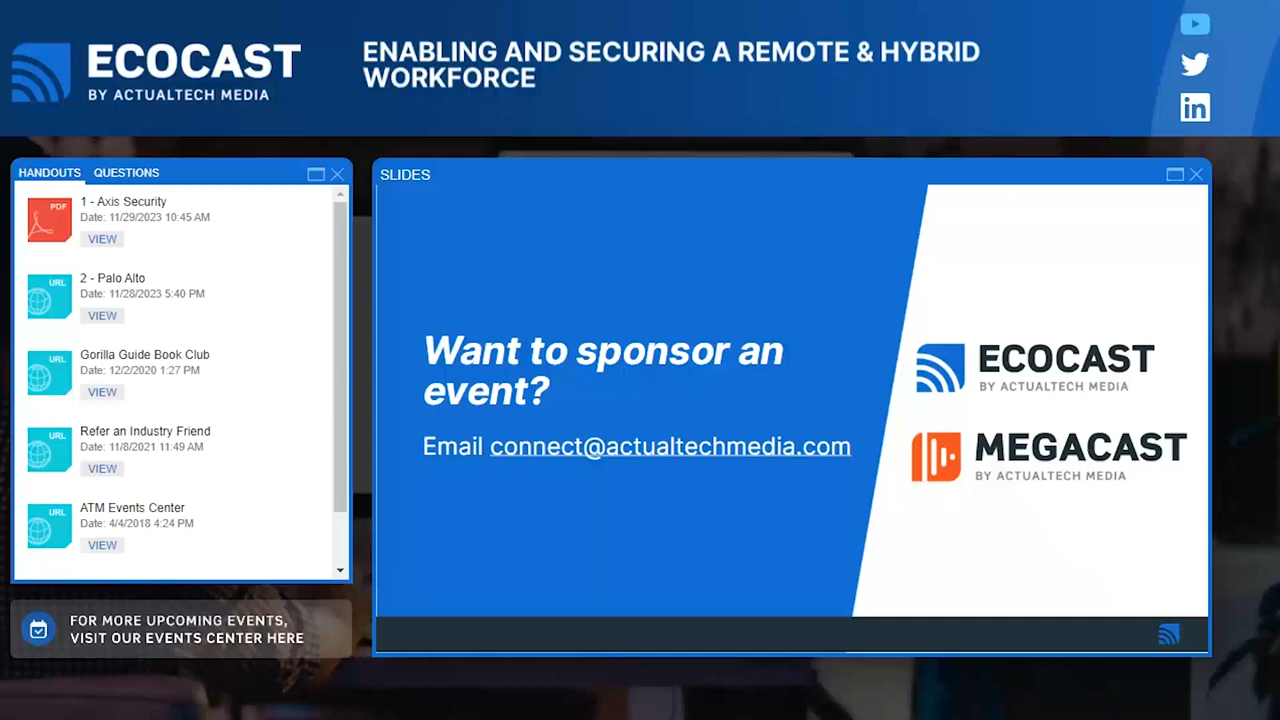 ECOCAST
BY ACTUALTECH MEDIA
ENABLING AND SECURING A REMOTE & HYBRID
WORKFORCE
in
HANDOUTS QUESTIONS
PDF
1 - Axis Security
Date: 11/29/2023 10:45 AM
VIEW
URL
2 - Palo Alto
Date: 11/28/2023 5:40 PM
VIEW
URL
Gorilla Guide Book Club
Date: 12/2/2020 1:27 PM
VIEW
URL
Refer an Industry Friend
Date: 11/8/2021 11:49 AM
VIEW
URL
ATM Events Center
Date: 4/4/2018 4:24 PM
VIEW
FOR MORE UPCOMING EVENTS,
VISIT OUR EVENTS CENTER HERE
SLIDES
Want to sponsor an
event?
Email connect@actualtechmedia.com
ECOCAST
BY ACTUALTECH MEDIA
MEGACAST
BY ACTUALTECH MEDIA